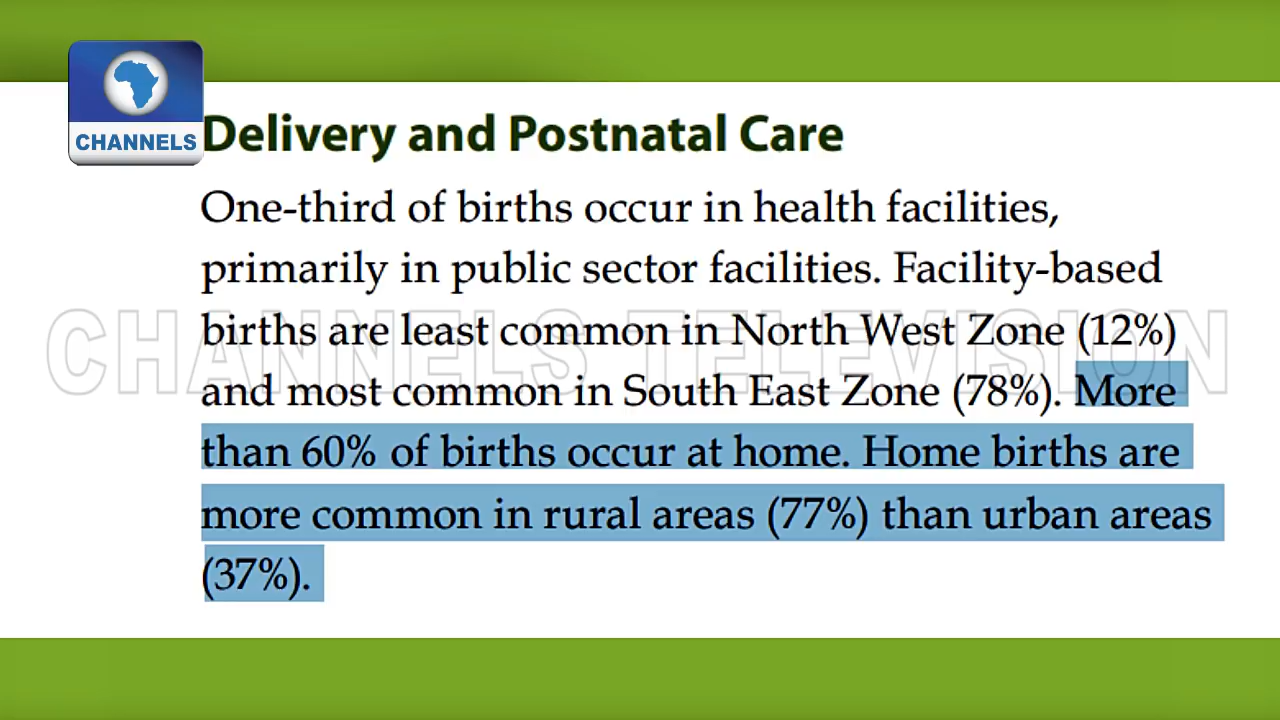 CHANNELS
Delivery and Postnatal Care
One-third of births occur in health facilities,
primarily in public sector facilities. Facility-based
births are least common in North West Zone (12%)
CHANNELS TELEVISION
and most common in South East Zone (78%). More
than 60% of births occur at home. Home births are
more common in rural areas (77%) than urban areas
(37%).